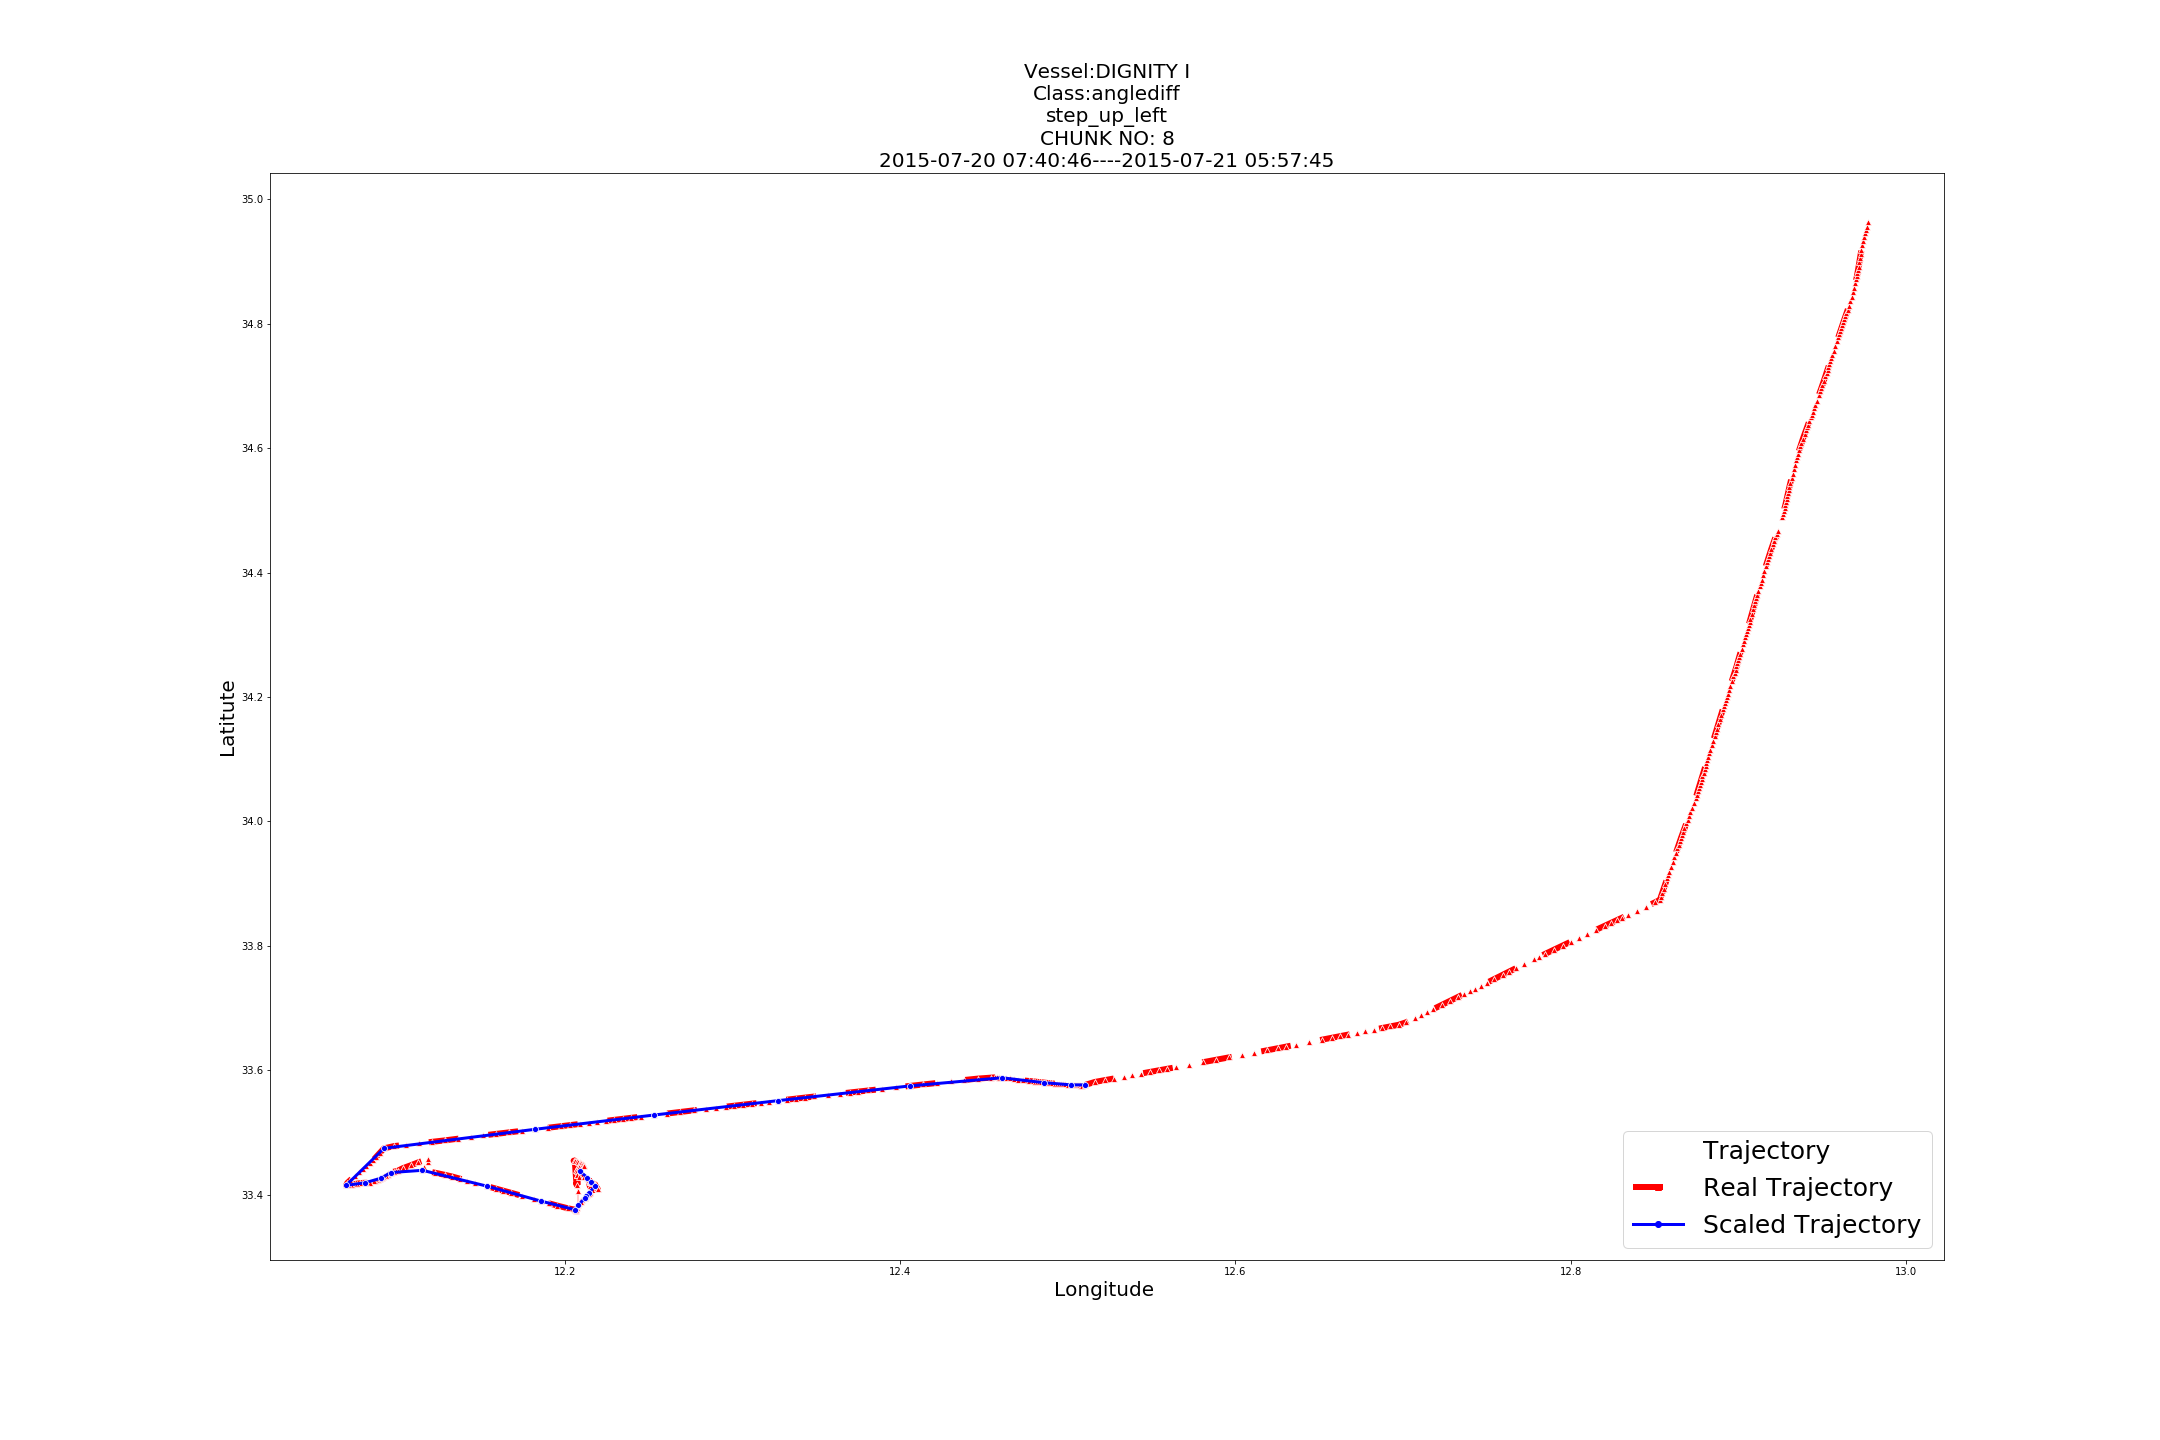 Vessel:DIGNITY I
Class:anglediff
step_up_left
CHUNK NO: 8
2015-07-20 07:40:46----2015-07-21 05:57:45
35.0
34.8
34.6
34.4
34.2
34.0
33.8
33.6
33.4
Latitute
12.2
12.4
12.6
12.8
13.0
Longitude
Trajectory
Real Trajectory
Scaled Trajectory